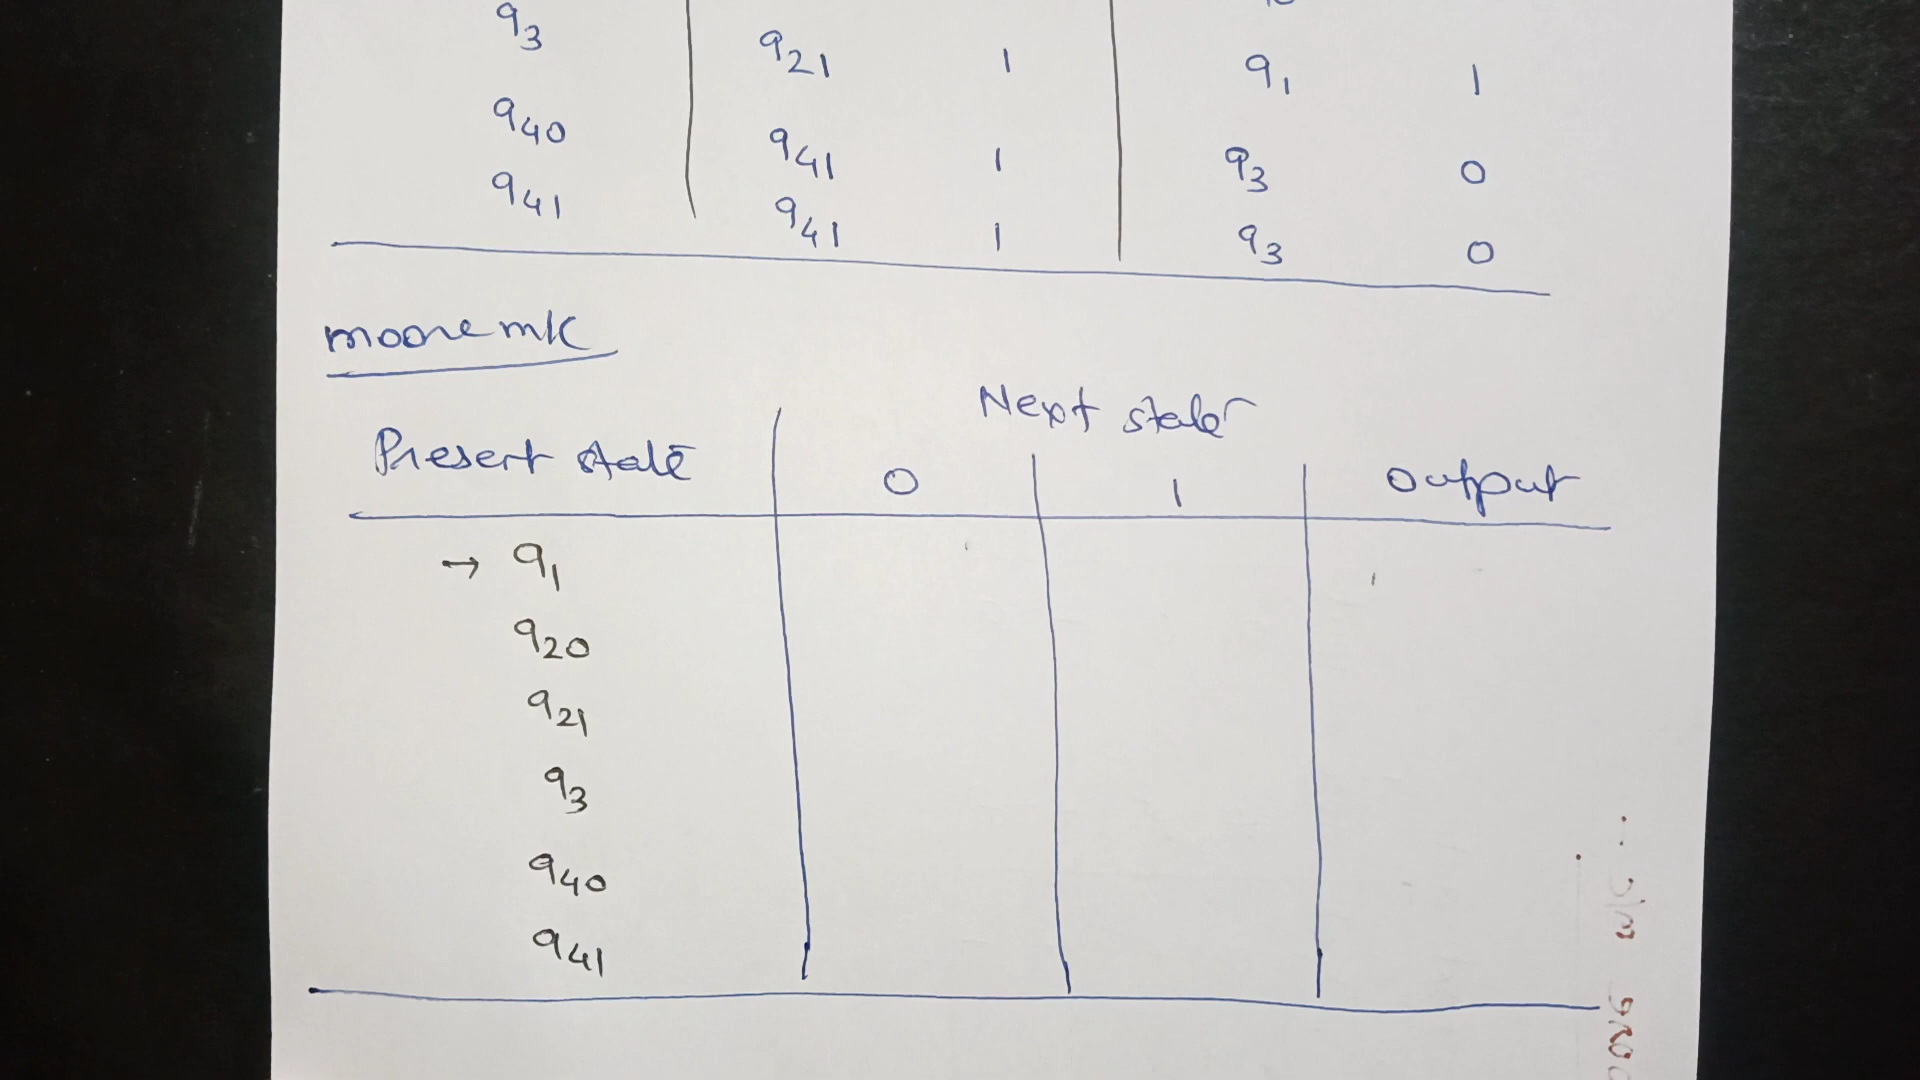 q3 q21 1 q1 1
q40 q41 1 q3 0
q41 q41 1 q3 0
moore m/c
Next state
Present state 0 1 output
→ q1
q20
q21
q3
q40
q41